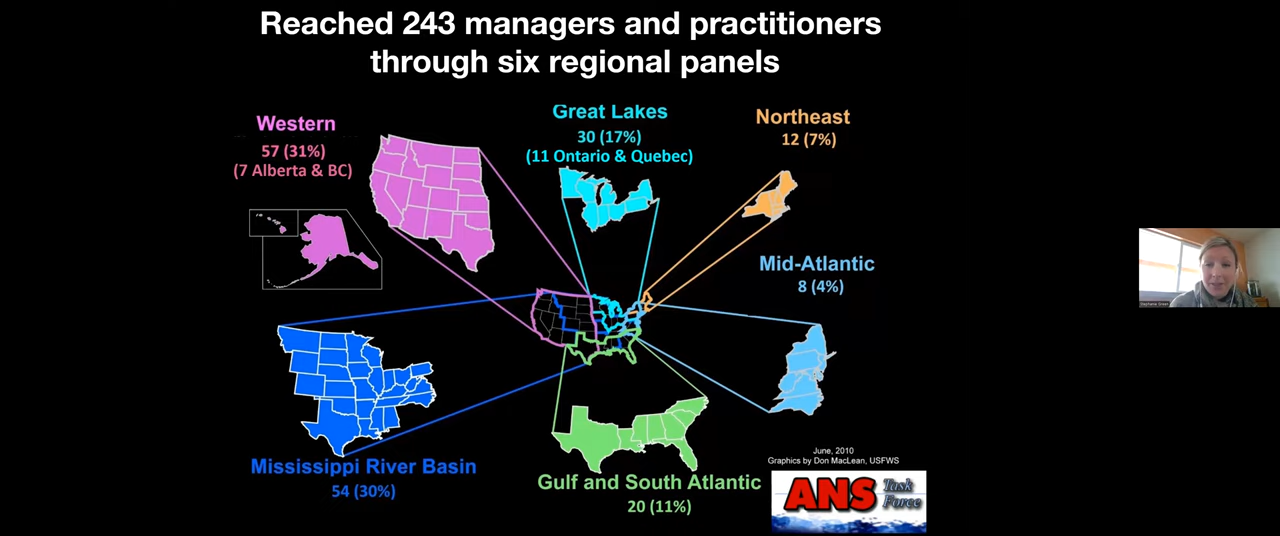 Reached 243 managers and practitioners
through six regional panels
Western
57 (31%)
(7 Alberta & BC)
Great Lakes
30 (17%)
(11 Ontario & Quebec)
Northeast
12 (7%)
Mid-Atlantic
8 (4%)
Mississippi River Basin
54 (30%)
Gulf and South Atlantic
20 (11%)
June, 2010
Graphics by Don MacLean, USFWS
ANS Task
Force